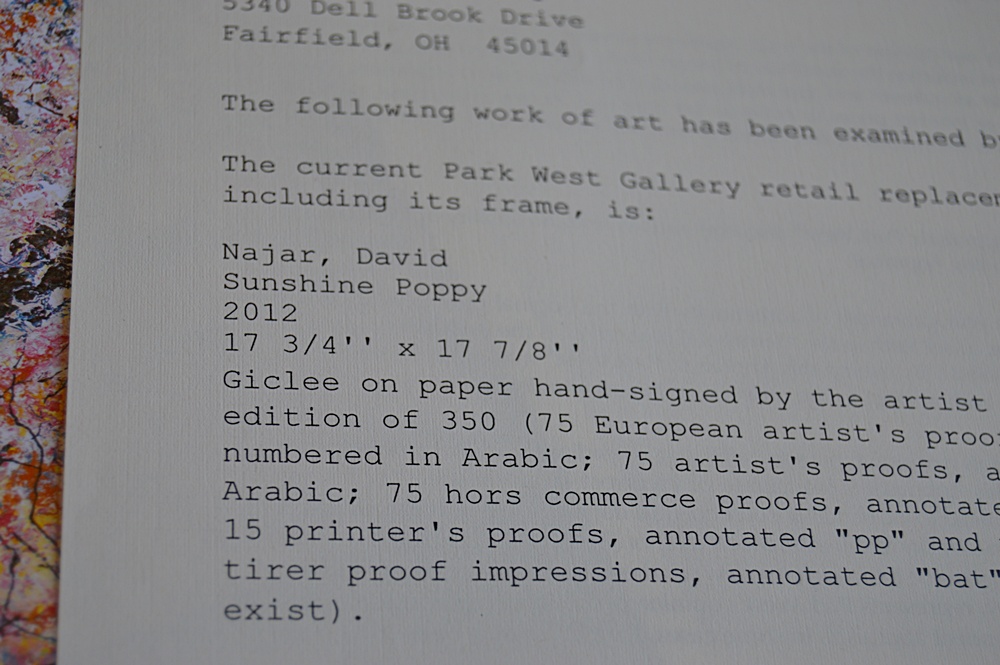 5340 Dell Brook Drive
Fairfield, OH  45014
The following work of art has been examined
The current Park West Gallery retail
including its frame, is:
Najar, David
Sunshine Poppy
2012
17 3/4'' x 17 7/8''
Giclee on paper hand-signed by the artist
edition of 350 (75 European artist's
numbered in Arabic; 75 artist's proofs,
Arabic; 75 hors commerce proofs,
15 printer's proofs, annotated "pp" and
tirer proof impressions, annotated "bat"
exist).